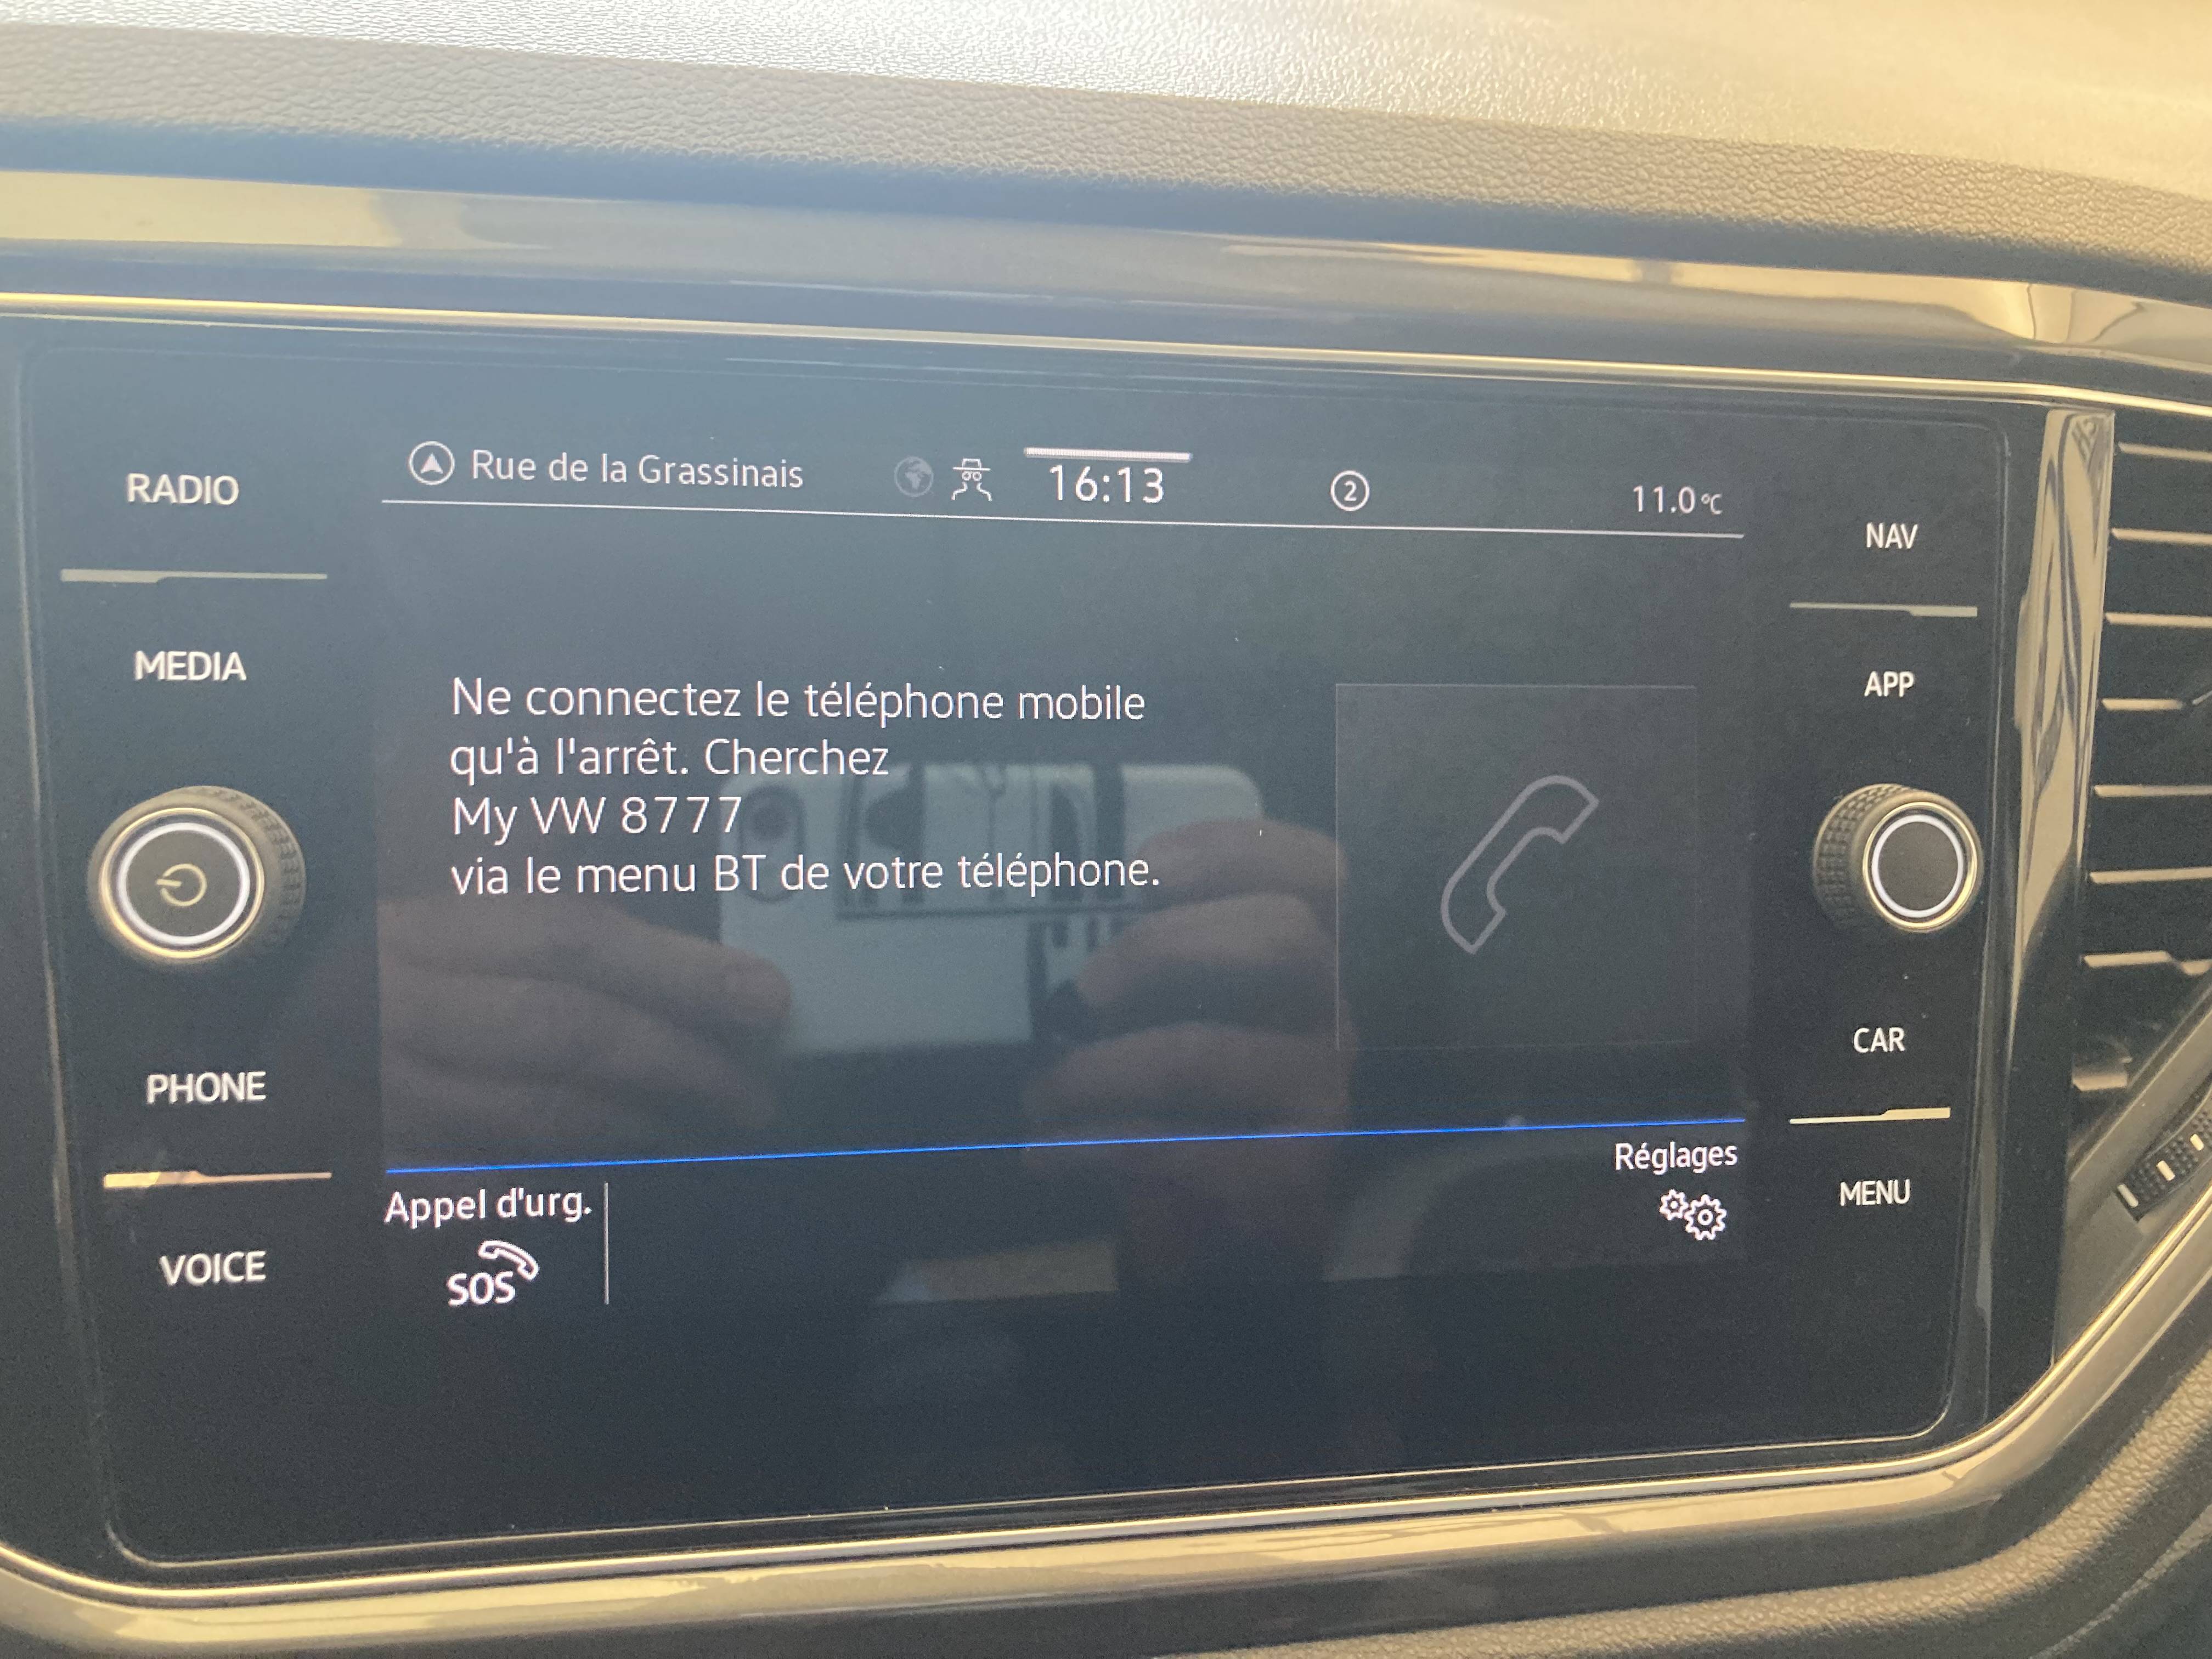 RADIO
MEDIA
PHONE
VOICE
Rue de la Grassinais
16:13
2
11.0°C
Ne connectez le téléphone mobile
qu'à l'arrêt. Cherchez
My VW 8777
via le menu BT de votre téléphone.
Appel d'urg.
SOS
Réglages
NAV
APP
CAR
MENU